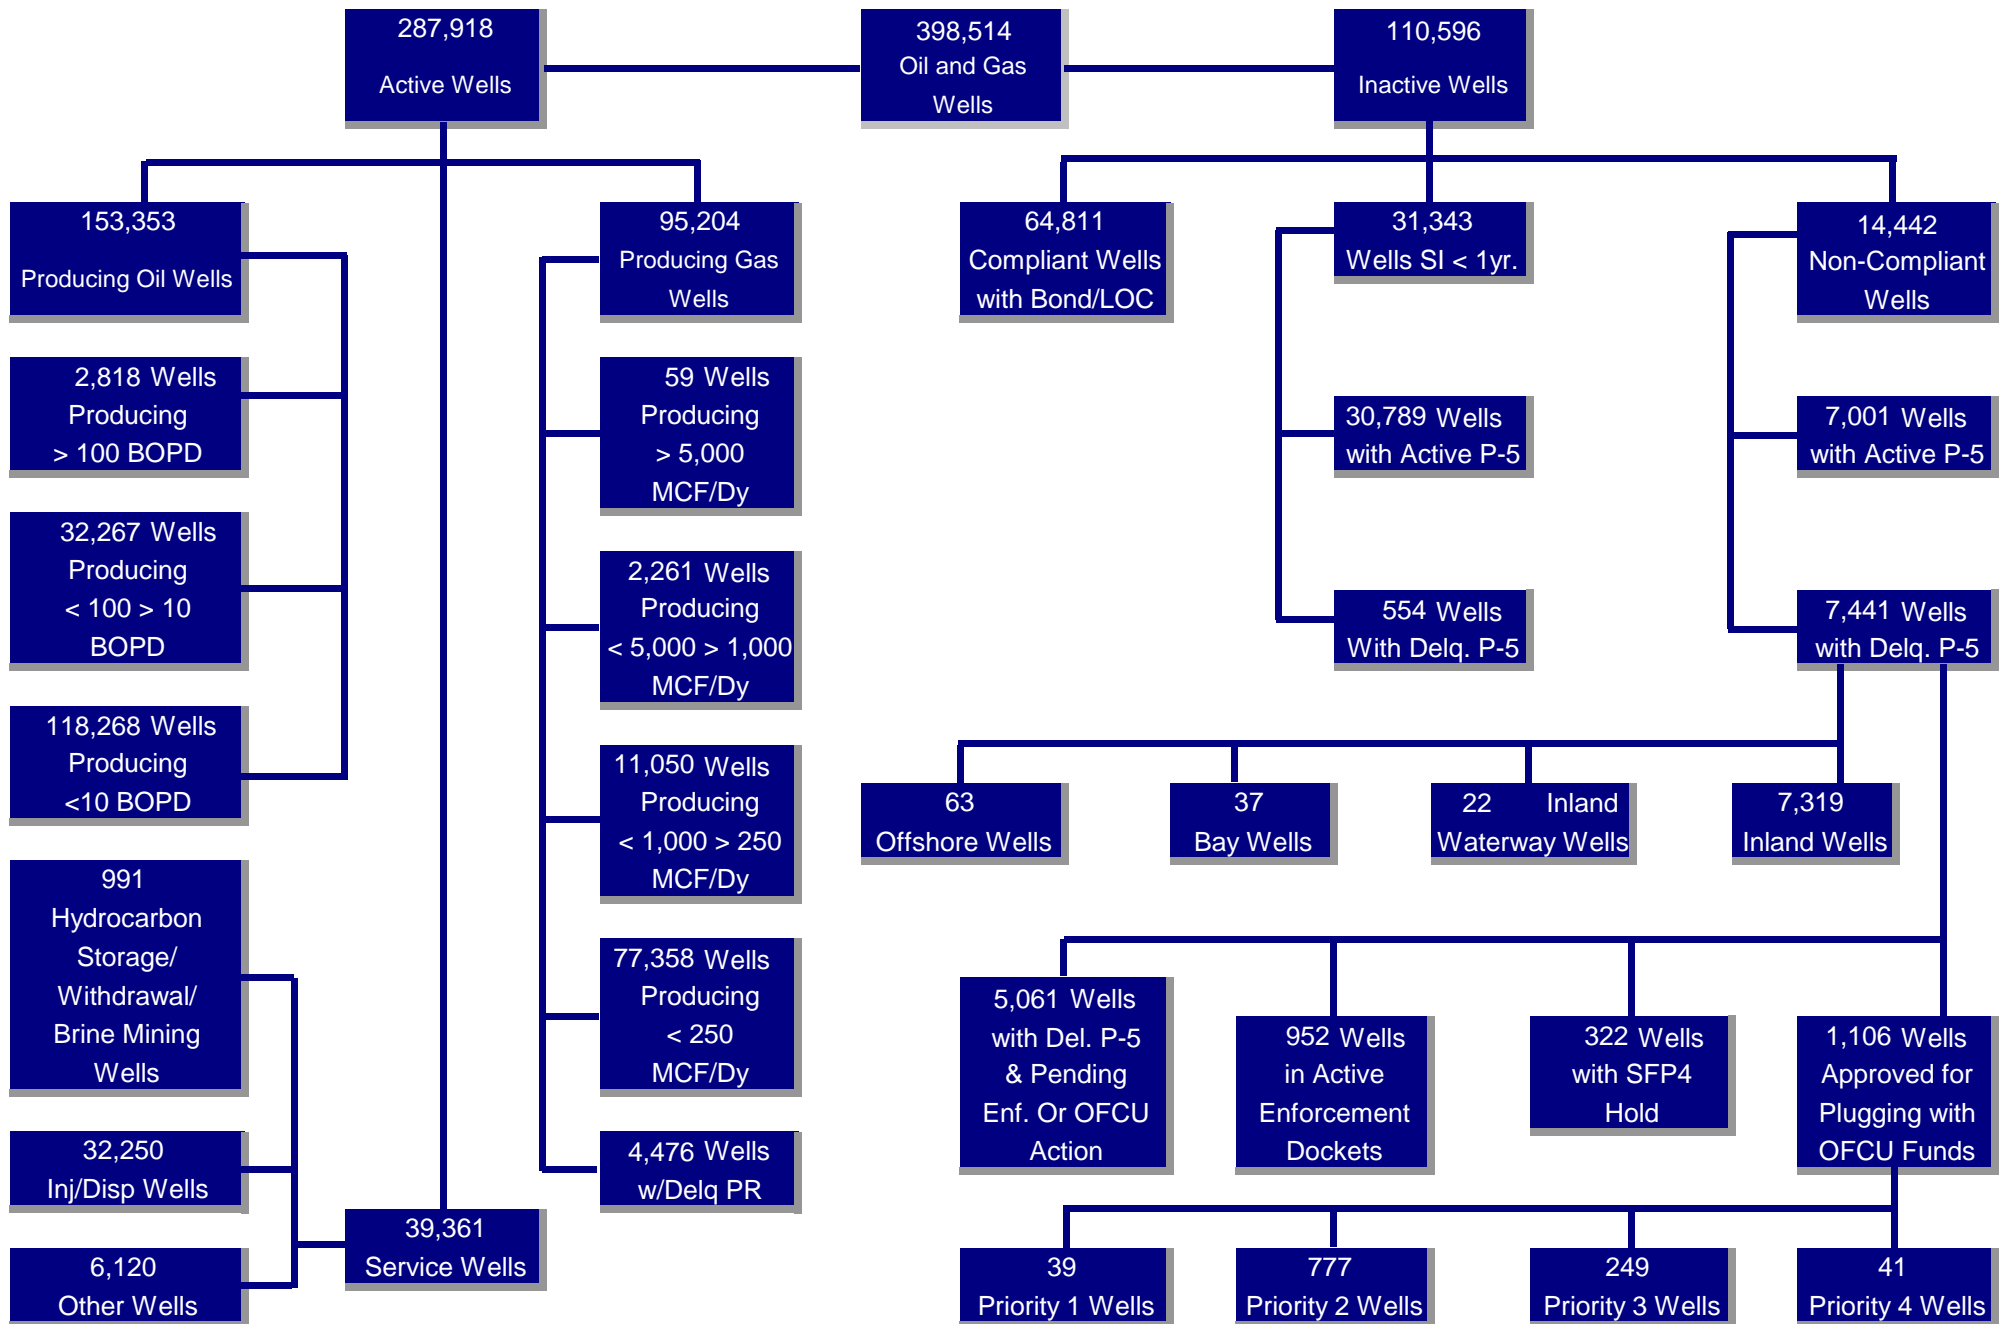 287,918
Active Wells
398,514
Oil and Gas
Wells
110,596
Inactive Wells
153,353
Producing Oil Wells
95,204
Producing Gas
Wells
64,811
Compliant Wells
with Bond/LOC
31,343
Wells SI < 1yr.
14,442
Non-Compliant
Wells
2,818 Wells
Producing
> 100 BOPD
59 Wells
Producing
> 5,000
MCF/Dy
30,789 Wells
with Active P-5
7,001 Wells
with Active P-5
32,267 Wells
Producing
< 100 > 10
BOPD
2,261 Wells
Producing
< 5,000 > 1,000
MCF/Dy
554 Wells
With Delq. P-5
7,441 Wells
with Delq. P-5
118,268 Wells
Producing
<10 BOPD
11,050 Wells
Producing
< 1,000 > 250
MCF/Dy
63
Offshore Wells
37
Bay Wells
22 Inland
Waterway Wells
7,319
Inland Wells
991
Hydrocarbon
Storage/
Withdrawal/
Brine Mining
Wells
77,358 Wells
Producing
< 250
MCF/Dy
5,061 Wells
with Del. P-5
& Pending
Enf. Or OFCU
Action
952 Wells
in Active
Enforcement
Dockets
322 Wells
with SFP4
Hold
1,106 Wells
Approved for
Plugging with
OFCU Funds
32,250
Inj/Disp Wells
4,476 Wells
w/Delq PR
39,361
Service Wells
6,120
Other Wells
39
Priority 1 Wells
777
Priority 2 Wells
249
Priority 3 Wells
41
Priority 4 Wells